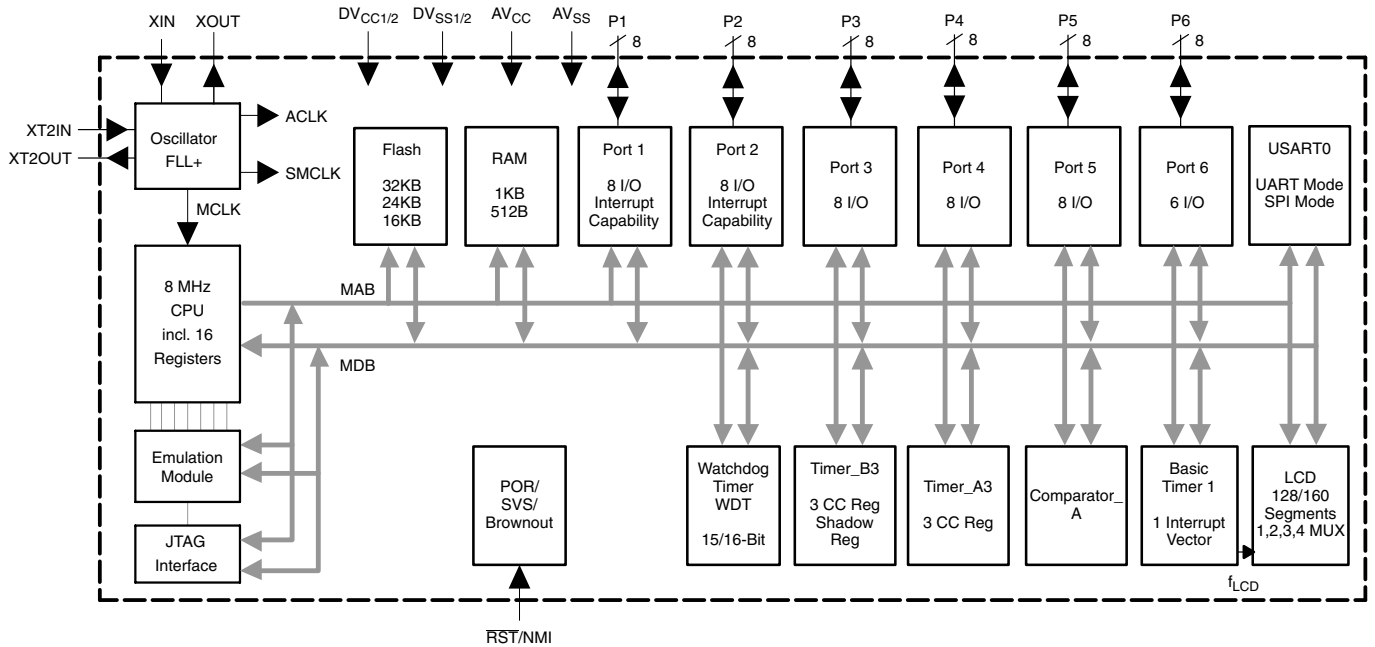 XIN
XOUT
DVCC1/2
DVSS1/2
AVCC
AVSS
P1
P2
P3
P4
P5
P6
8
8
8
8
8
8
XT2IN
XT2OUT
Oscillator
FLL+
ACLK
SMCLK
MCLK
Flash
32KB
24KB
16KB
RAM
1KB
512B
Port 1
8 I/O
Interrupt
Capability
Port 2
8 I/O
Interrupt
Capability
Port 3
8 I/O
Port 4
8 I/O
Port 5
8 I/O
Port 6
6 I/O
USART0
UART Mode
SPI Mode
8 MHz
CPU
incl. 16
Registers
MAB
MDB
Emulation
Module
JTAG
Interface
POR/
SVS/
Brownout
Watchdog
Timer
WDT
15/16-Bit
Timer_B3
3 CC Reg
Shadow
Reg
Timer_A3
3 CC Reg
Comparator_
A
Basic
Timer 1
1 Interrupt
Vector
LCD
128/160
Segments
1,2,3,4 MUX
fLCD
RST/NMI